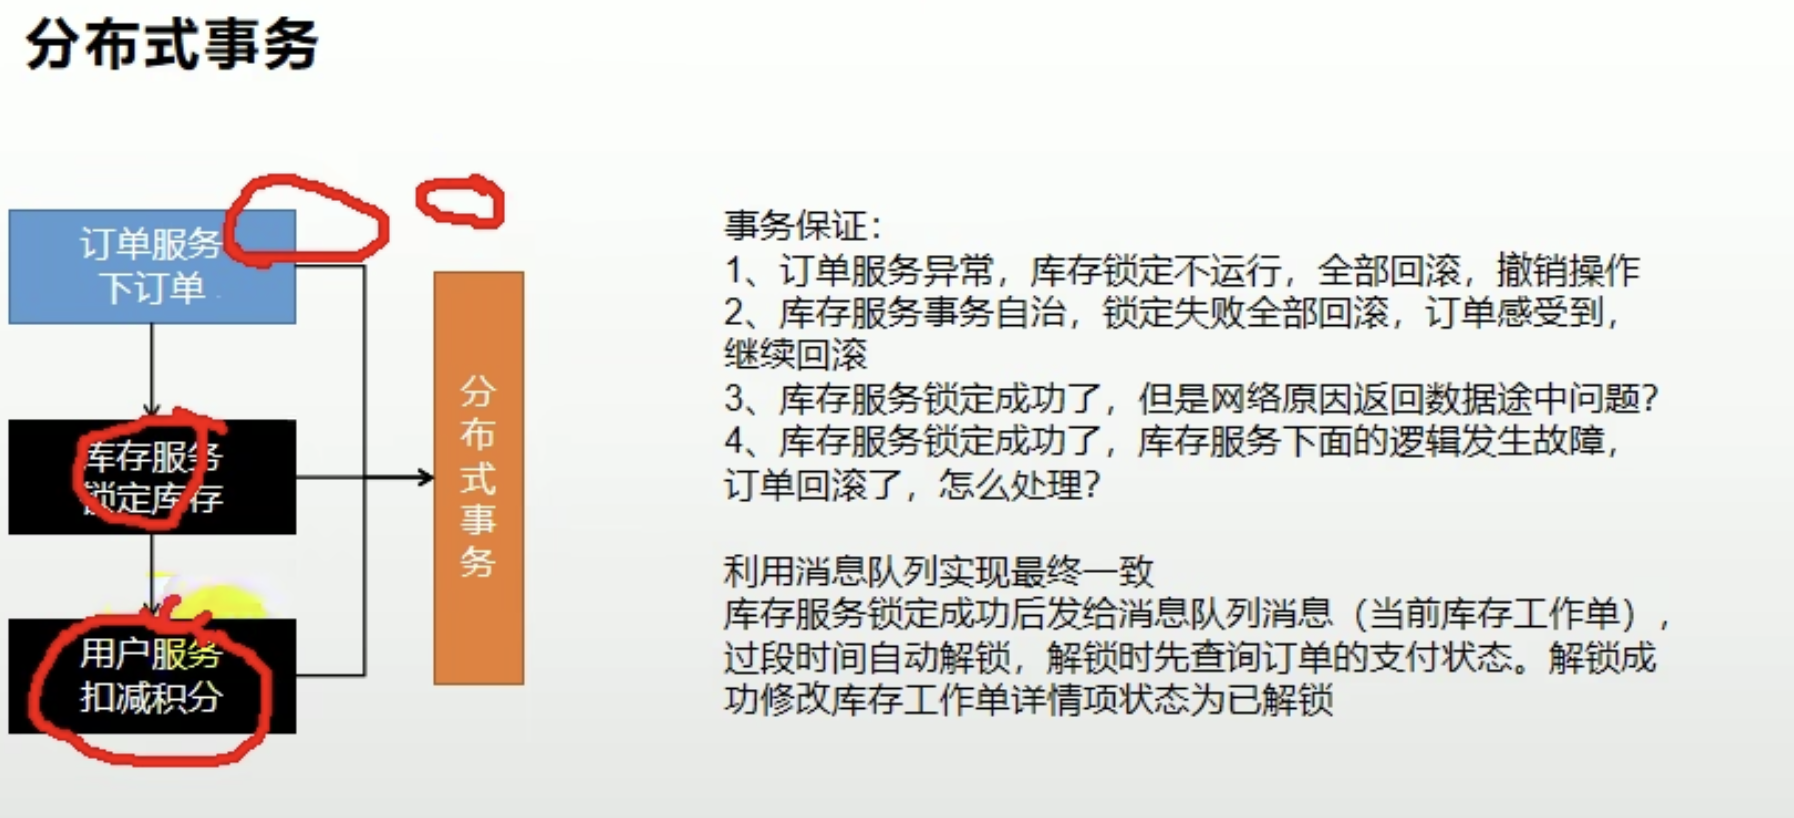 分布式事务
订单服务
下订单
库存服务
锁定库存
用户服务
扣减积分
分布式事务
事务保证：
1、订单服务异常，库存锁定不运行，全部回滚，撤销操作
2、库存服务事务自治，锁定失败全部回滚，订单感受到，
继续回滚
3、库存服务锁定成功了，但是网络原因返回数据途中问题？
4、库存服务锁定成功了，库存服务下面的逻辑发生故障，
订单回滚了，怎么处理？
利用消息队列实现最终一致
库存服务锁定成功后发给消息队列消息（当前库存工作单），
过段时间自动解锁，解锁时先查询订单的支付状态。解锁成
功修改库存工作单详情项状态为已解锁